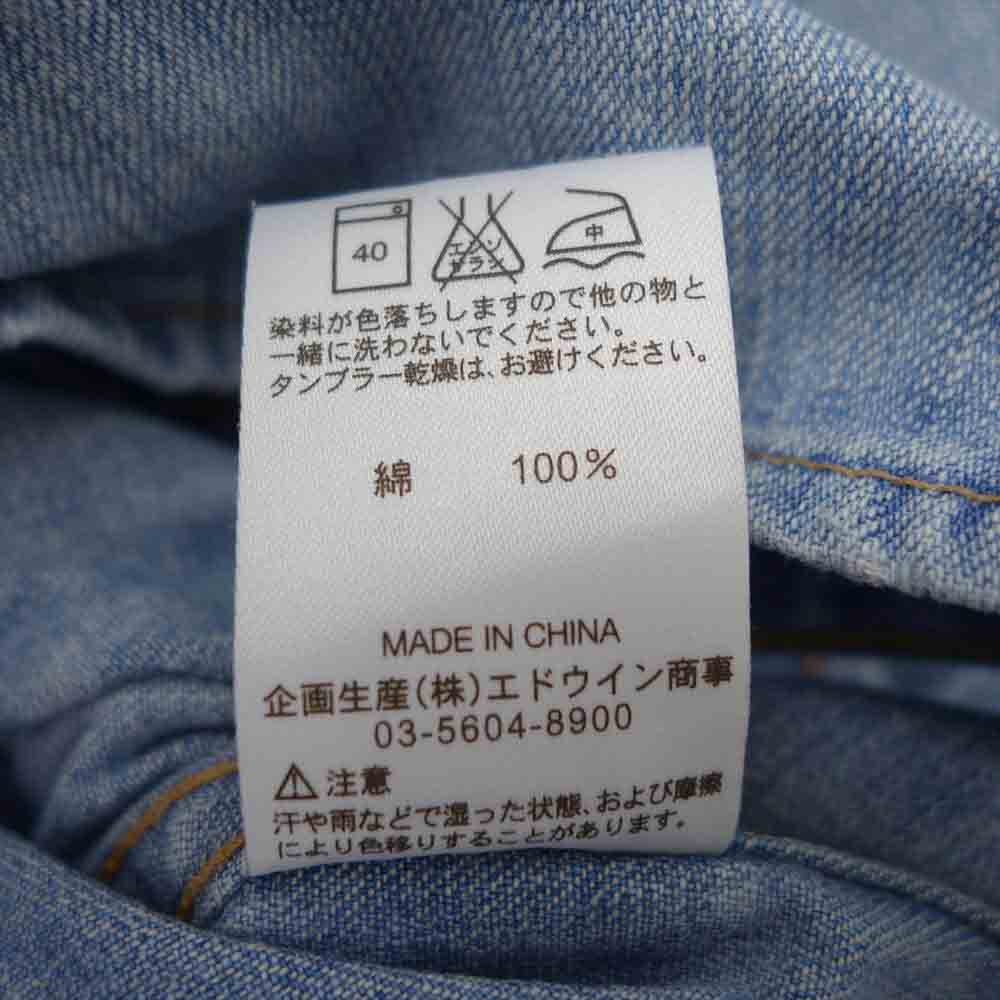 40
エンソ
サラシ
中
染料が色落ちしますので他の物と
一緒に洗わないでください。
タンブラー乾燥は、お避けください。
綿 100%
MADE IN CHINA
企画生産(株)エドウイン商事
03-5604-8900
注意
汗や雨などで湿った状態、および摩擦
により色移りすることがあります。